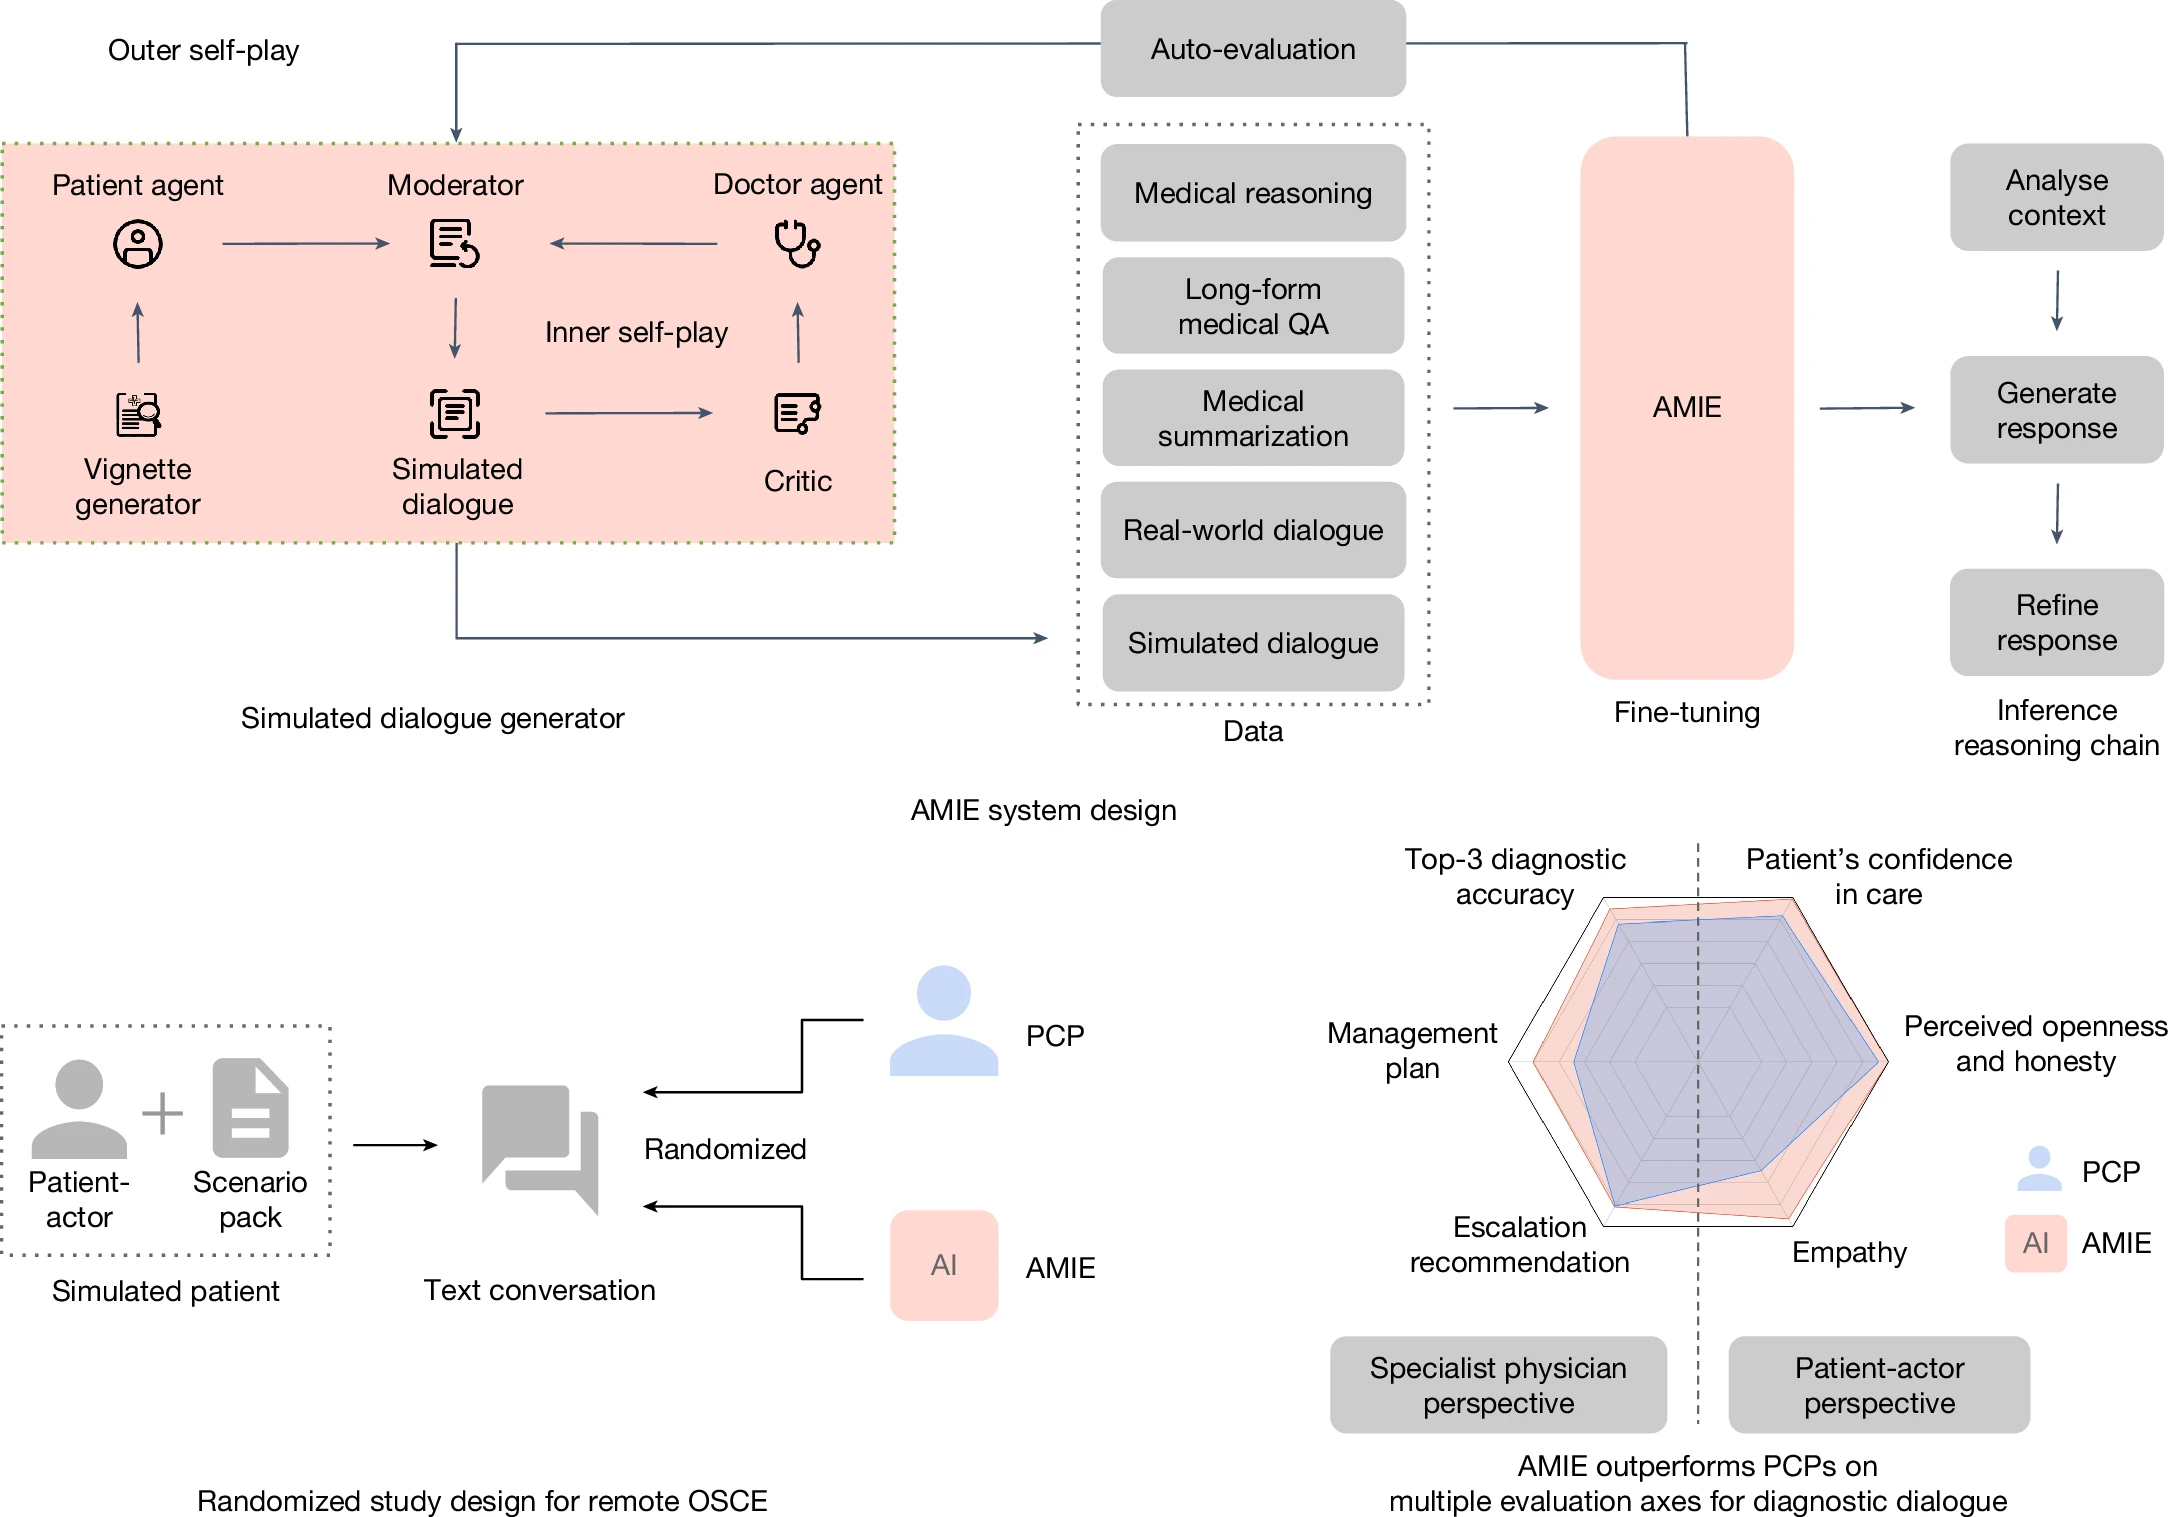 Outer self-play
Auto-evaluation
Patient agent
Moderator
Doctor agent
Inner self-play
Vignette
generator
Simulated
dialogue
Critic
Simulated dialogue generator
Medical reasoning
Long-form
medical QA
Medical
summarization
Real-world dialogue
Simulated dialogue
Data
AMIE
Fine-tuning
Analyse
context
Generate
response
Refine
response
Inference
reasoning chain
AMIE system design
Patient-
actor
Scenario
pack
Simulated patient
Text conversation
Randomized
PCP
AI
AMIE
Randomized study design for remote OSCE
Top-3 diagnostic
accuracy
Patient’s confidence
in care
Management
plan
Perceived openness
and honesty
Escalation
recommendation
Empathy
PCP
AI
AMIE
Specialist physician
perspective
Patient-actor
perspective
AMIE outperforms PCPs on
multiple evaluation axes for diagnostic dialogue